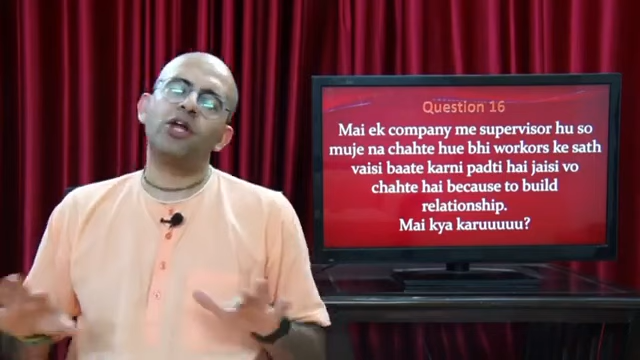 Question 16
Mai ek company me supervisor hu so
muje na chahte hue bhi workors ke sath
vaisi baate karni padti hai jaisi vo
chahte hai because to build
relationship.
Mai kya karuuuuu?